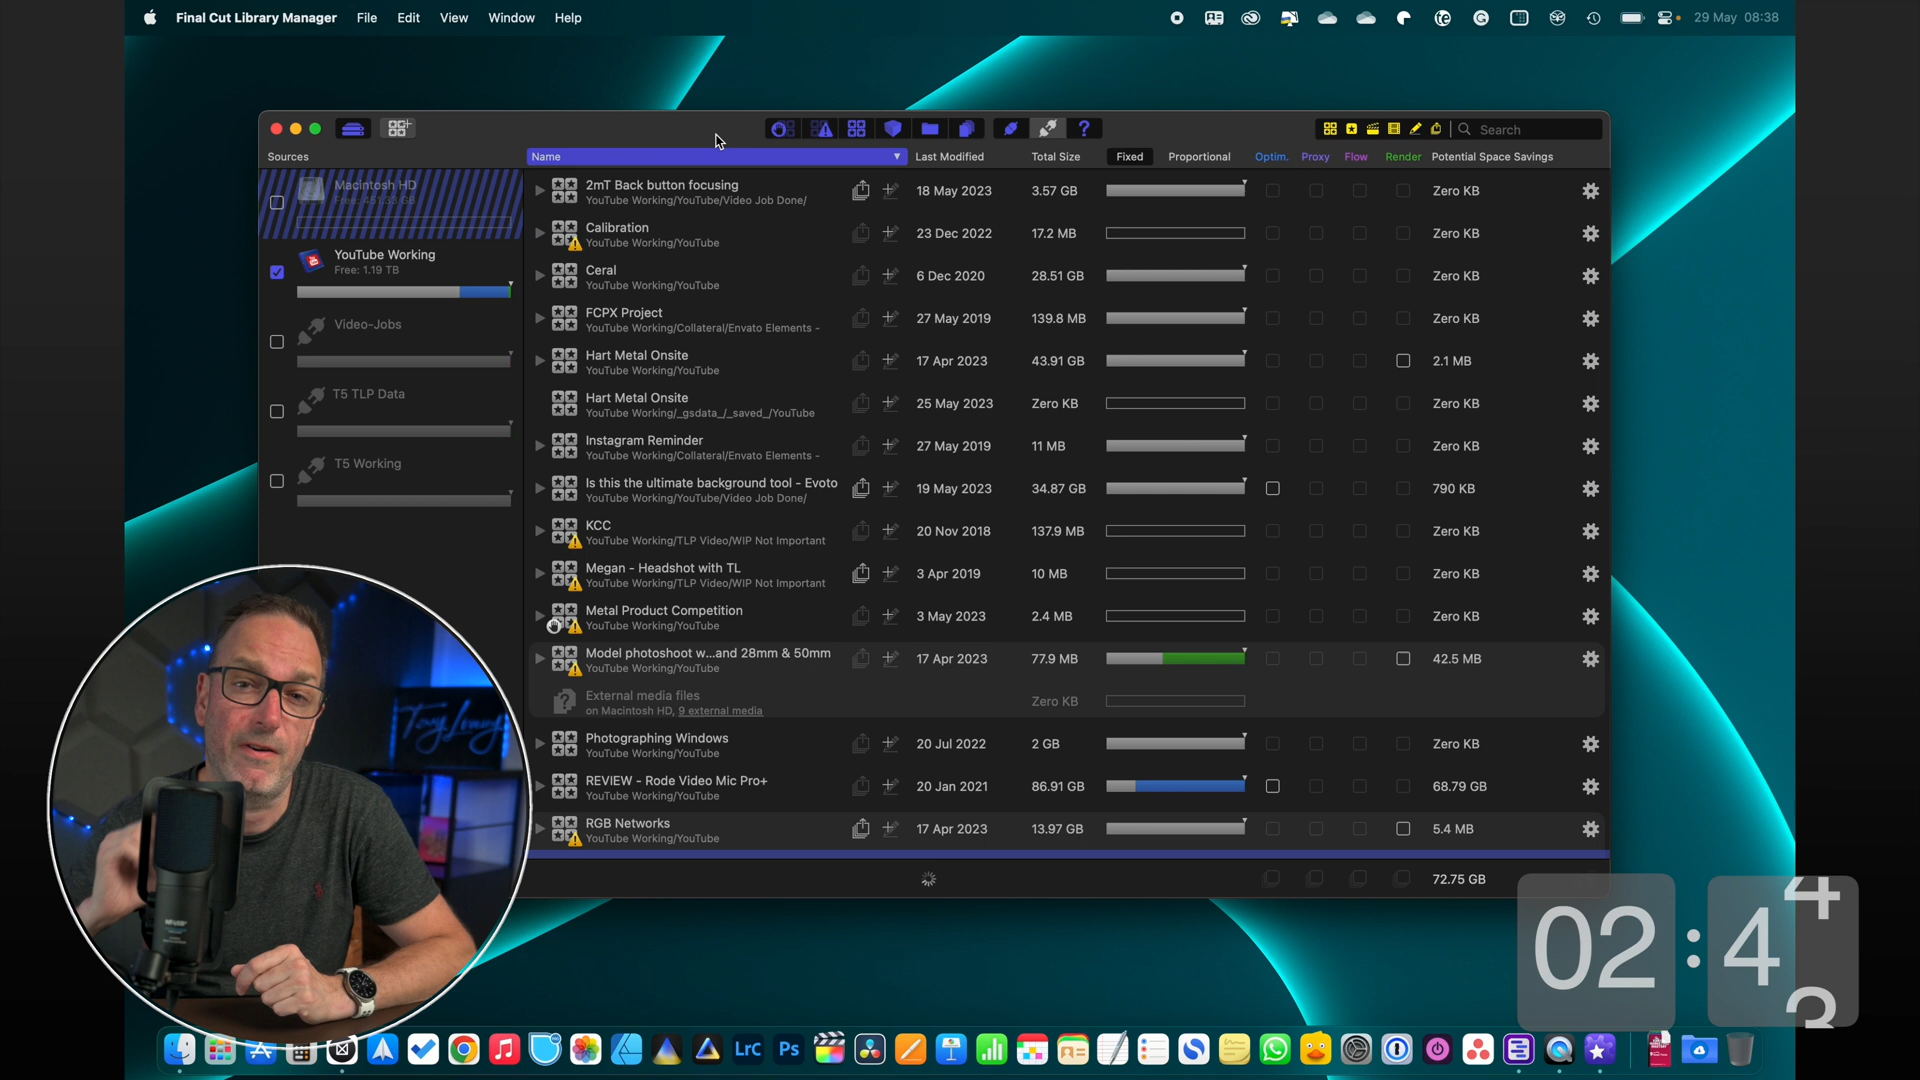 Final Cut Library Manager File Edit View Window Help 29 May 08:38
Search
Sources Name Last Modified Total Size Fixed Proportional Optim. Proxy Flow Render Potential Space Savings
Macintosh HD
Free: 451.33 GB
YouTube Working
Free: 1.19 TB
Video-Jobs
T5 TLP Data
T5 Working
2mT Back button focusing 18 May 2023 3.57 GB Zero KB
YouTube Working/YouTube/Video Job Done/
Calibration 23 Dec 2022 17.2 MB Zero KB
YouTube Working/YouTube
Ceral 6 Dec 2020 28.51 GB Zero KB
YouTube Working/YouTube
FCPX Project 27 May 2019 139.8 MB Zero KB
YouTube Working/Collateral/Envato Elements -
Hart Metal Onsite 17 Apr 2023 43.91 GB 2.1 MB
YouTube Working/YouTube
Hart Metal Onsite 25 May 2023 Zero KB Zero KB
YouTube Working/_gsdata_/_saved_/YouTube
Instagram Reminder 27 May 2019 11 MB Zero KB
YouTube Working/Collateral/Envato Elements -
Is this the ultimate background tool - Evoto 19 May 2023 34.87 GB 790 KB
YouTube Working/YouTube/Video Job Done/
KCC 20 Nov 2018 137.9 MB Zero KB
YouTube Working/TLP Video/WIP Not Important
Megan - Headshot with TL 3 Apr 2019 10 MB Zero KB
YouTube Working/TLP Video/WIP Not Important
Metal Product Competition 3 May 2023 2.4 MB Zero KB
YouTube Working/YouTube
Model photoshoot w...and 28mm & 50mm 17 Apr 2023 77.9 MB 42.5 MB
YouTube Working/YouTube
External media files Zero KB
on Macintosh HD, 9 external media
Photographing Windows 20 Jul 2022 2 GB Zero KB
YouTube Working/YouTube
REVIEW - Rode Video Mic Pro+ 20 Jan 2021 86.91 GB 68.79 GB
YouTube Working/YouTube
RGB Networks 17 Apr 2023 13.97 GB 5.4 MB
YouTube Working/YouTube
72.75 GB
02:4
LrC Ps